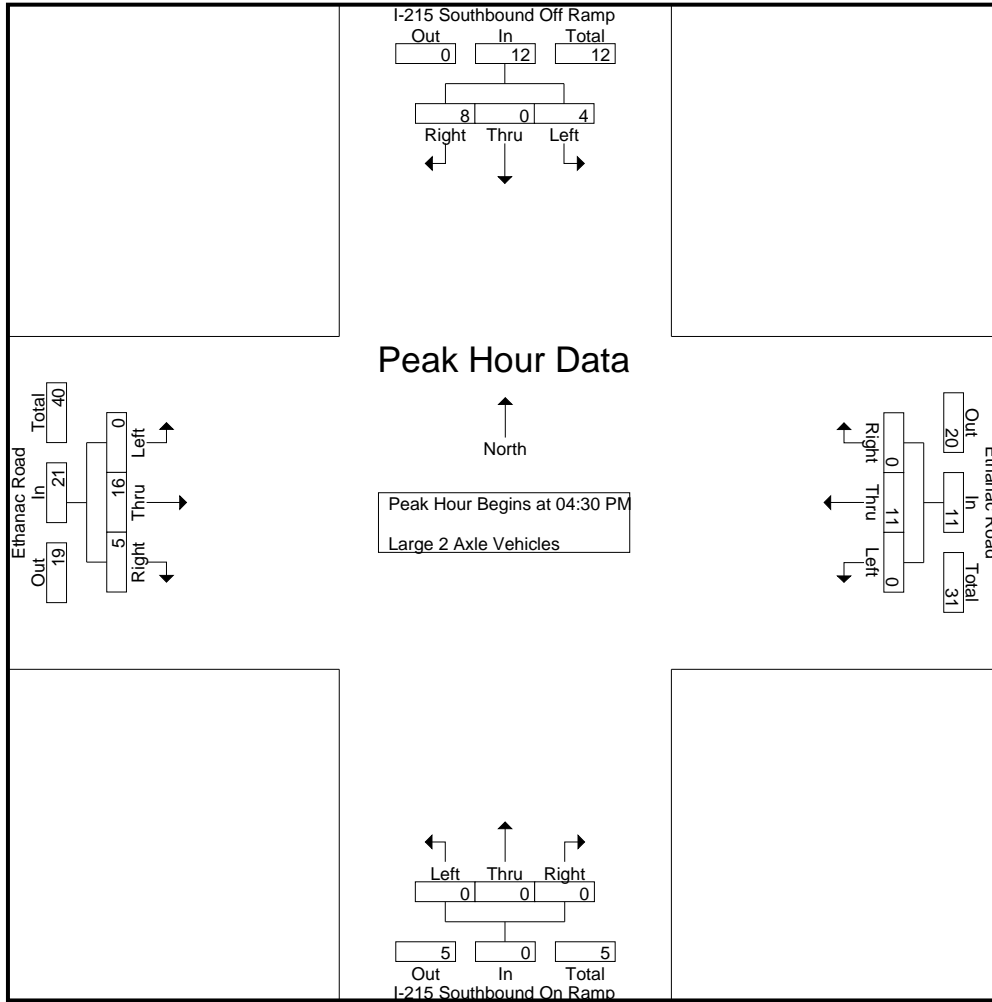 I-215 Southbound Off Ramp
Out In Total
0 12 12
8 0 4
Right Thru Left
Peak Hour Data
North
Peak Hour Begins at 04:30 PM
Large 2 Axle Vehicles
Ethanac Road
Out In Total
19 21 40
Left Thru Right
0 16 5
Ethanac Road
Out In Total
20 11 31
Right Thru Left
0 11 0
Left Thru Right
0 0 0
5 0 5
Out In Total
I-215 Southbound On Ramp